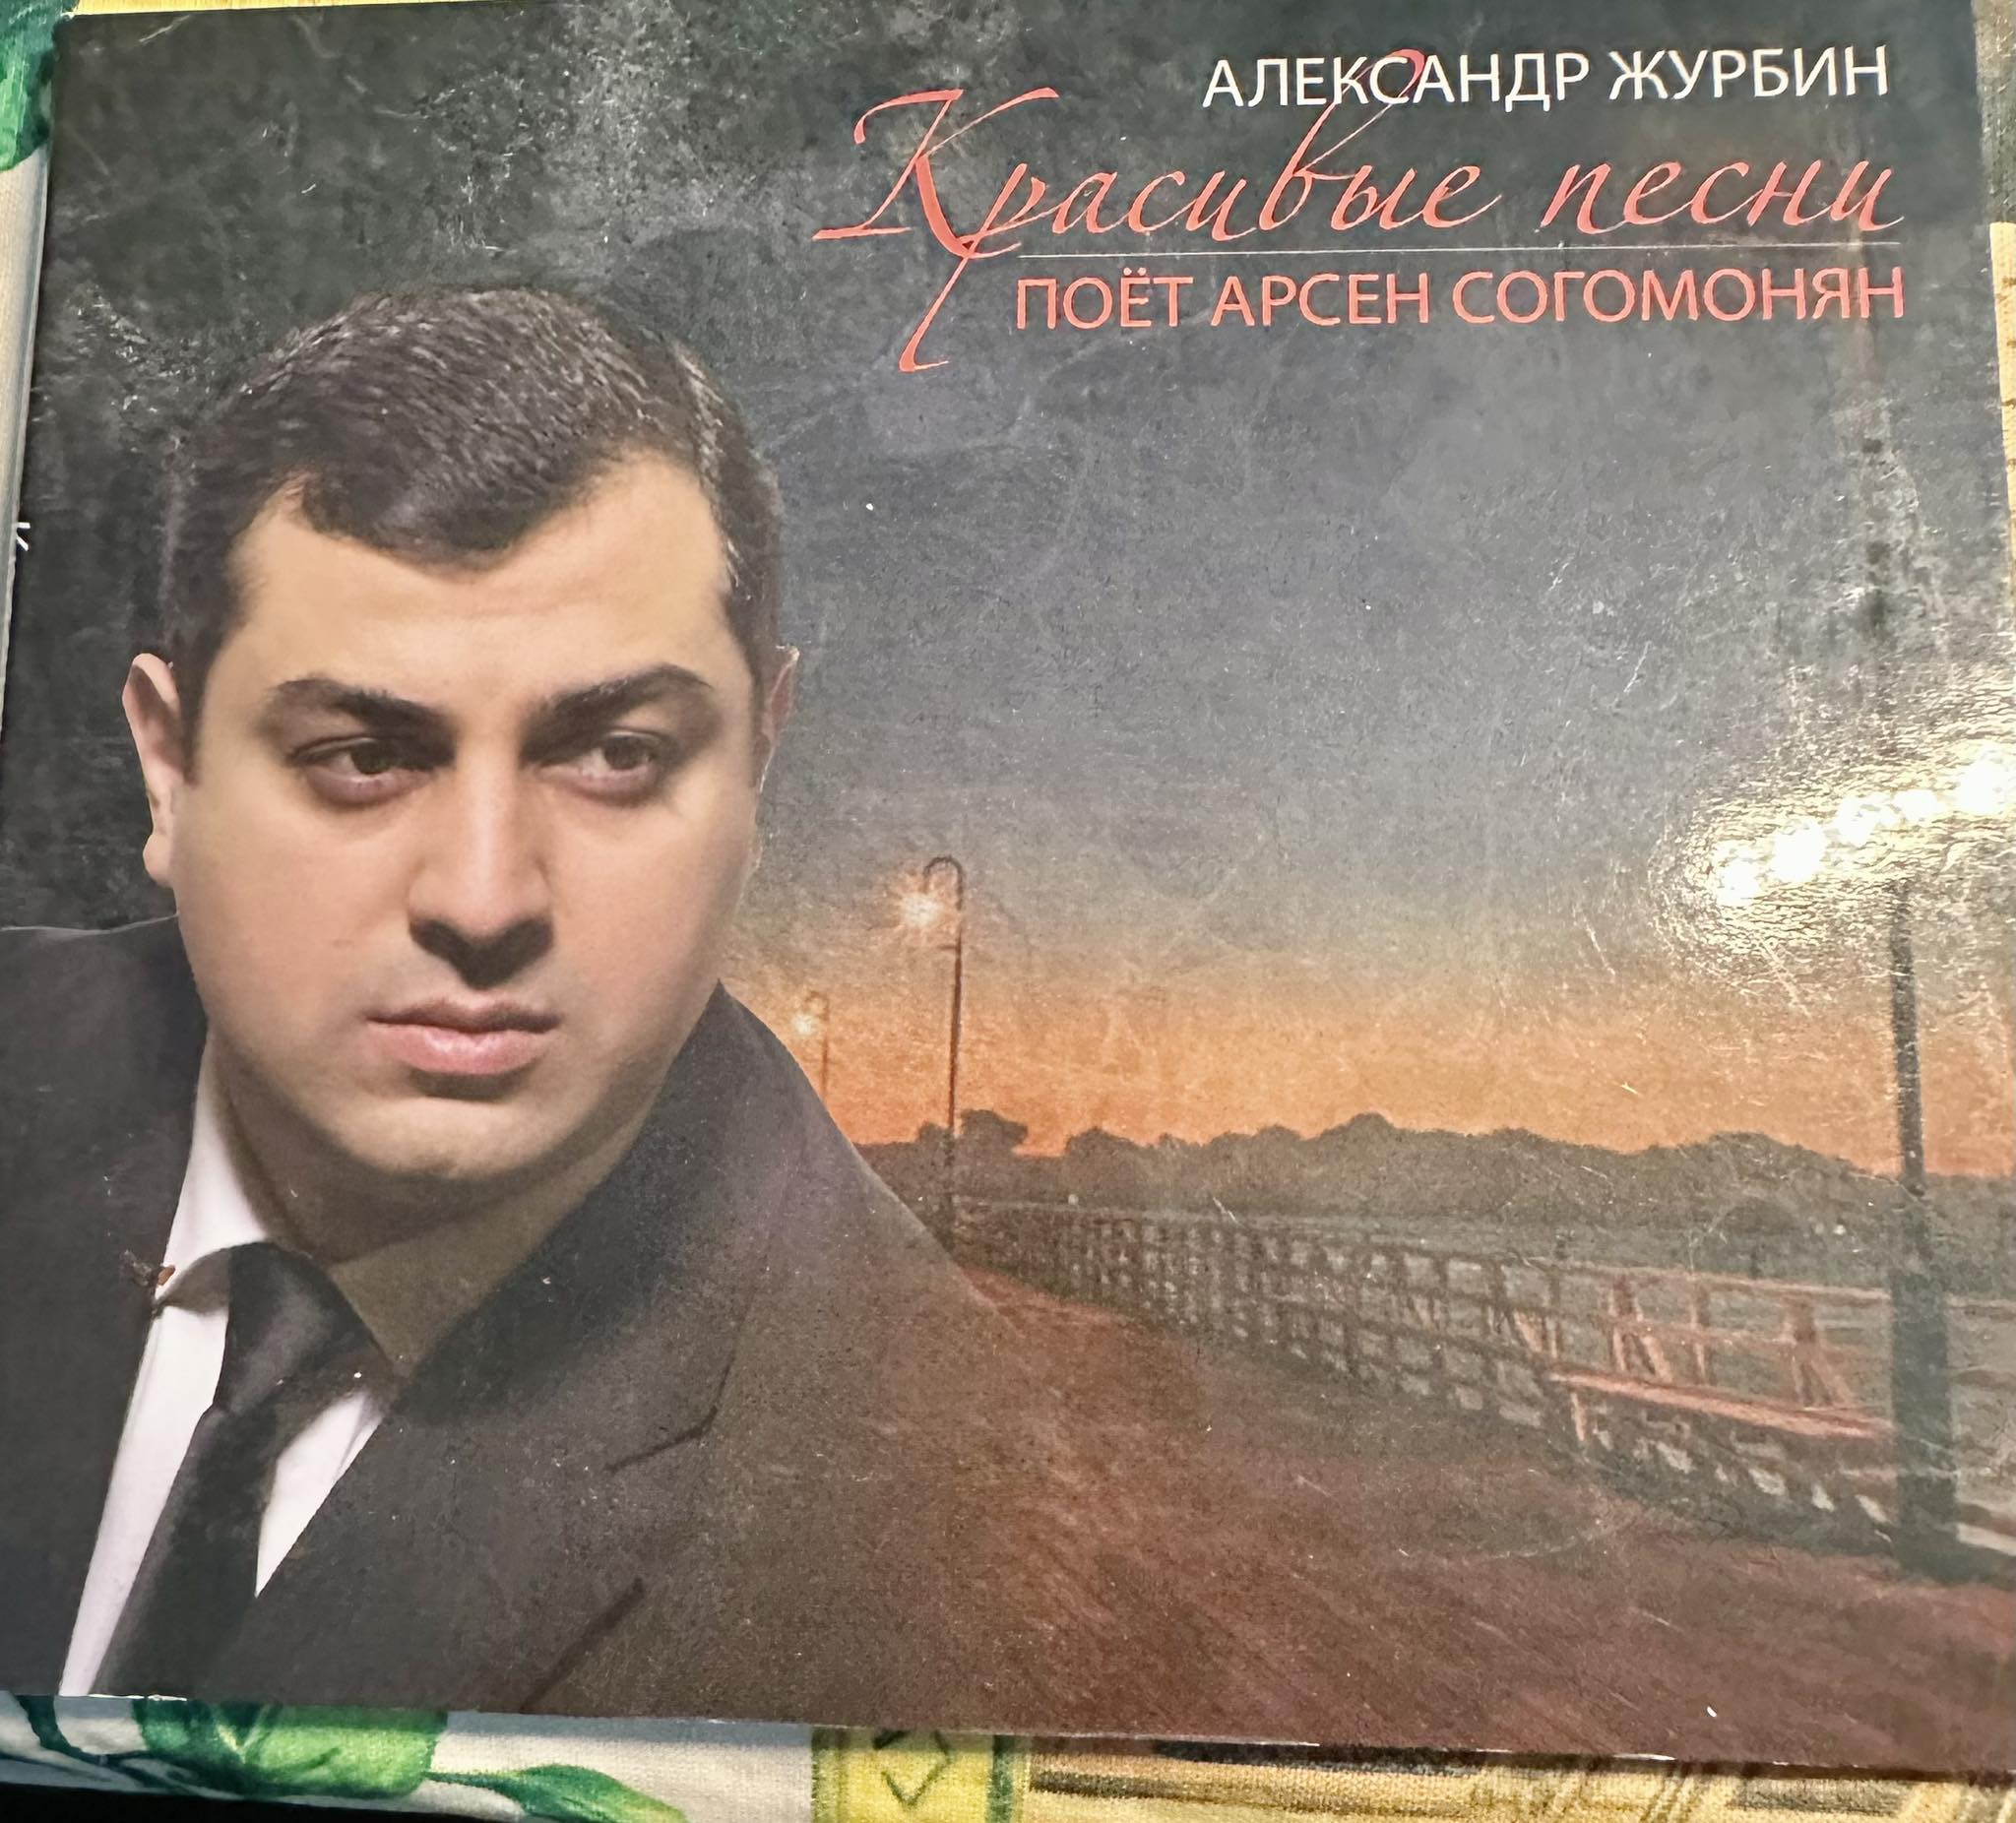 АЛЕКСАНДР ЖУРБИН
Красивые песни
ПОЁТ АРСЕН СОГОМОНЯН